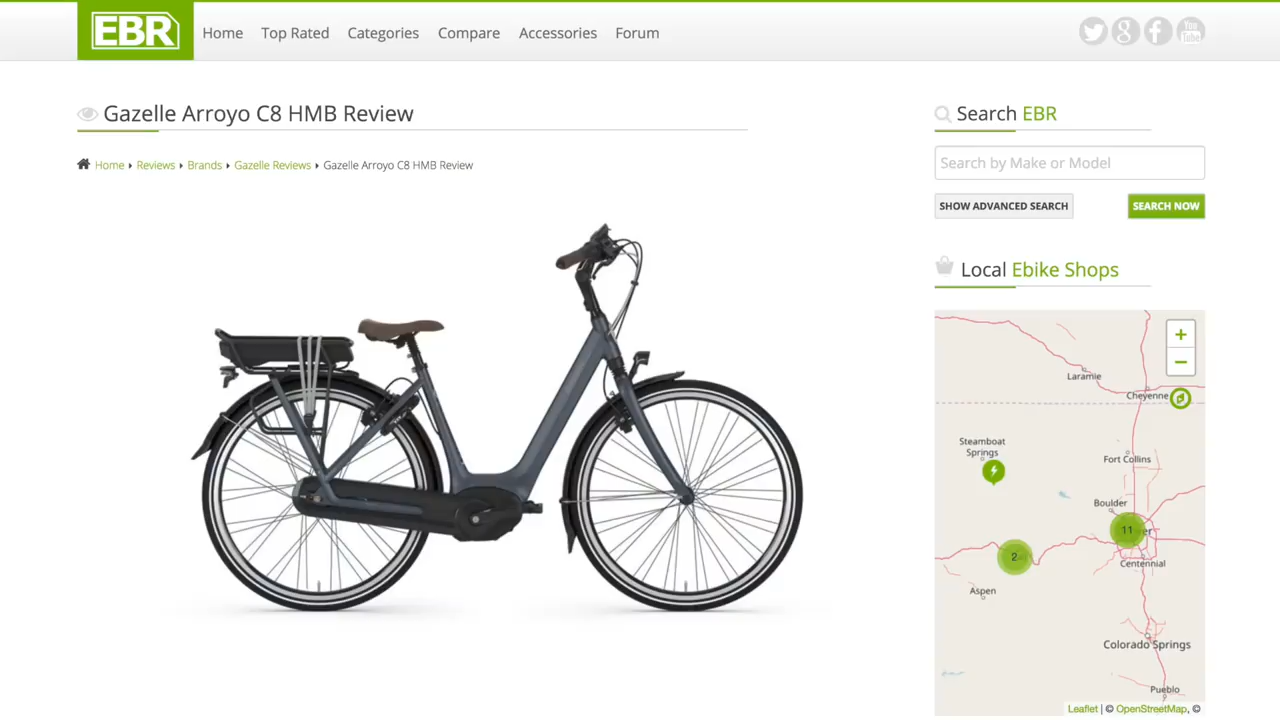 EBR
Home
Top Rated
Categories
Compare
Accessories
Forum
You
Tube
Gazelle Arroyo C8 HMB Review
Home
Reviews
Brands
Gazelle Reviews
Gazelle Arroyo C8 HMB Review
Search EBR
Search by Make or Model
SHOW ADVANCED SEARCH
SEARCH NOW
Local Ebike Shops
+
−
Laramie
Cheyenne
Steamboat
Springs
Fort Collins
Boulder
11
2
Centennial
Aspen
Colorado Springs
Pueblo
Leaflet | © OpenStreetMap, ©